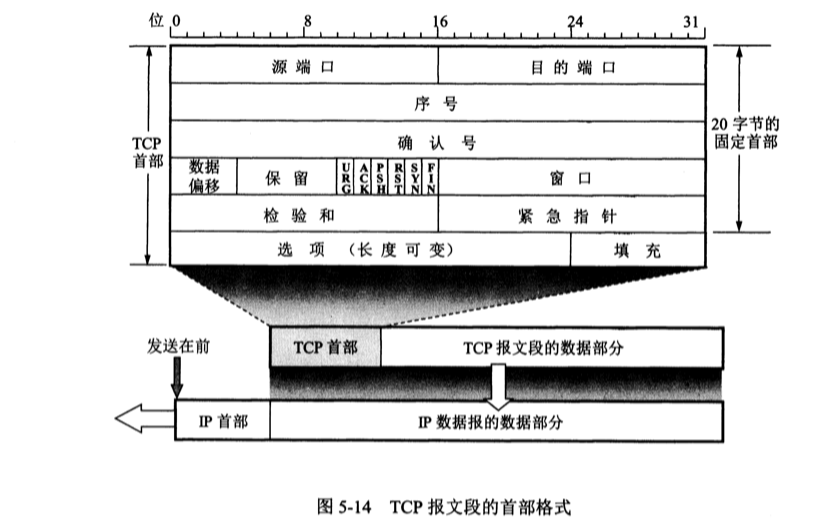 位 0 8 16 24 31
源 端 口 目 的 端 口
序 号
TCP 首部
确 认 号
20 字节的固定首部
数据偏移 保 留 URG ACK PSH RST SYN FIN 窗 口
检 验 和 紧 急 指 针
选 项 (长 度 可 变) 填 充
发送在前
TCP 首部 TCP 报文段的数据部分
IP 首部 IP 数据报的数据部分
图 5-14 TCP 报文段的首部格式